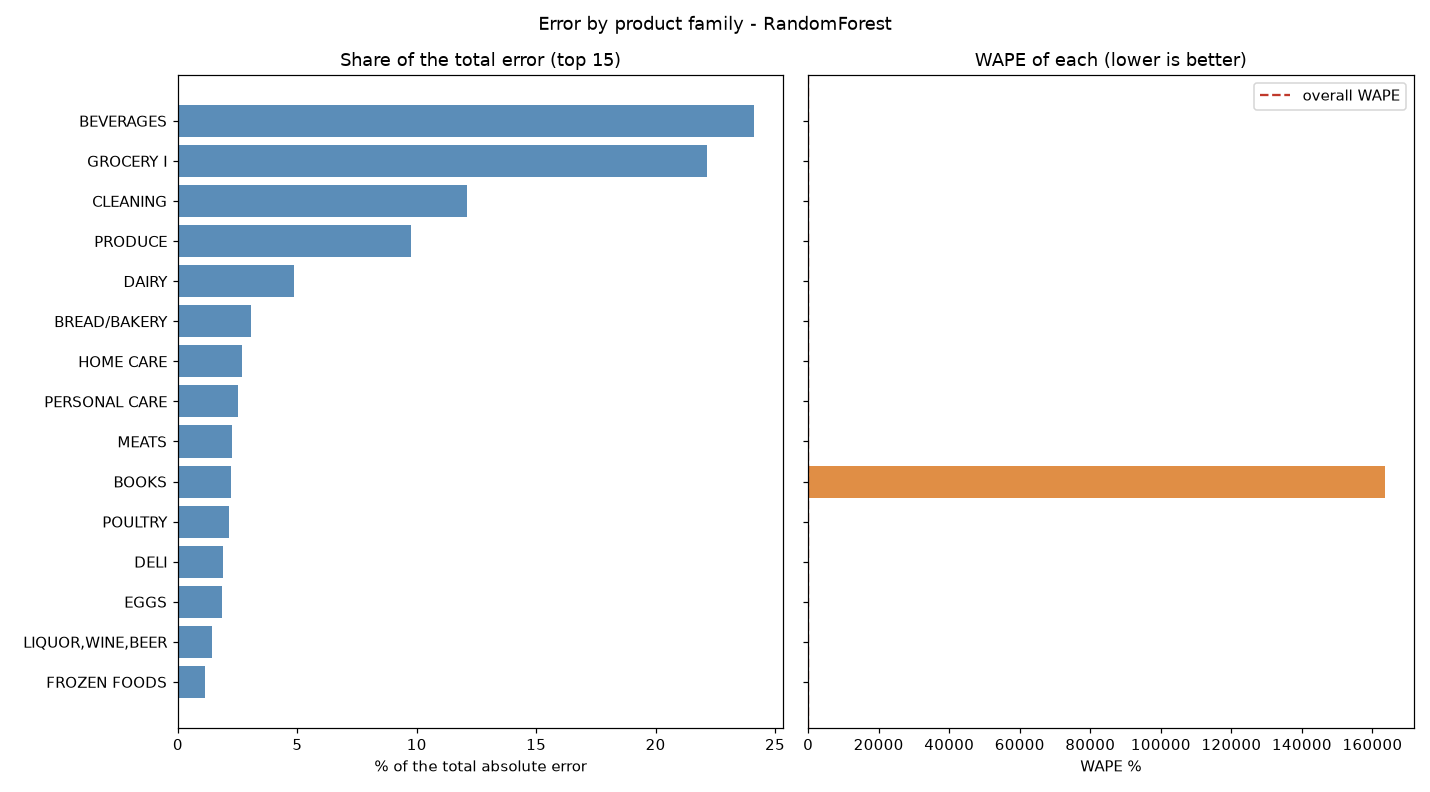 Error by product family - RandomForest
Share of the total error (top 15)
WAPE of each (lower is better)
overall WAPE
BEVERAGES
GROCERY I
CLEANING
PRODUCE
DAIRY
BREAD/BAKERY
HOME CARE
PERSONAL CARE
MEATS
BOOKS
POULTRY
DELI
EGGS
LIQUOR,WINE,BEER
FROZEN FOODS
0 5 10 15 20 25
0 20000 40000 60000 80000 100000 120000 140000 160000
% of the total absolute error
WAPE %